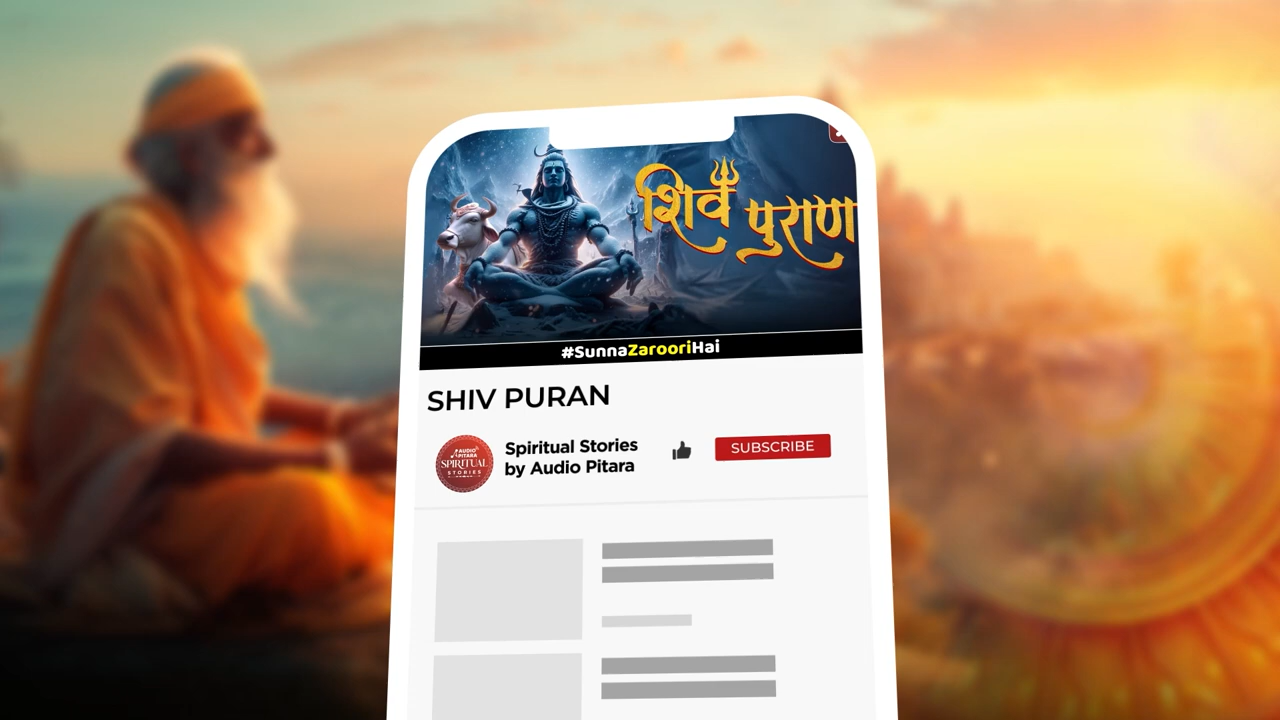 शिव पुराण
#SunnaZarooriHai
SHIV PURAN
AUDIO
PITARA
SPIRITUAL
STORIES
Spiritual Stories
by Audio Pitara
SUBSCRIBE